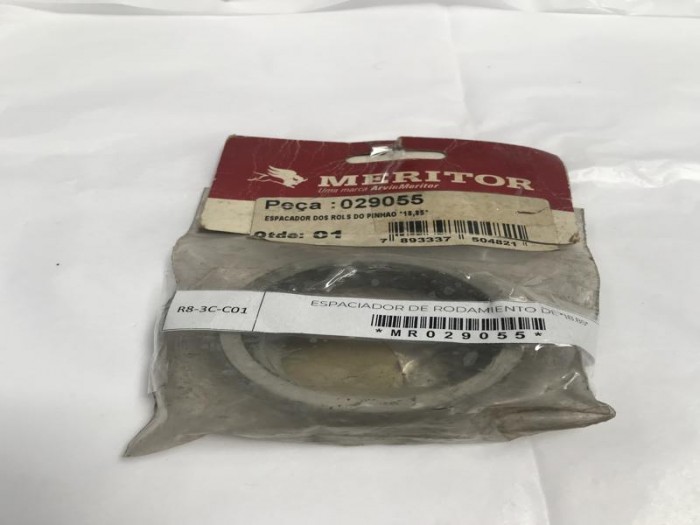 MERITOR
Uma marca ArvinMeritor
Peça : 029055
ESPACADOR DOS ROLS DO PINHAO "18,85"
Qtde: 01
7 893337 504821
R8-3C-C01
ESPACIADOR DE RODAMIENTO DE
*MR029055*